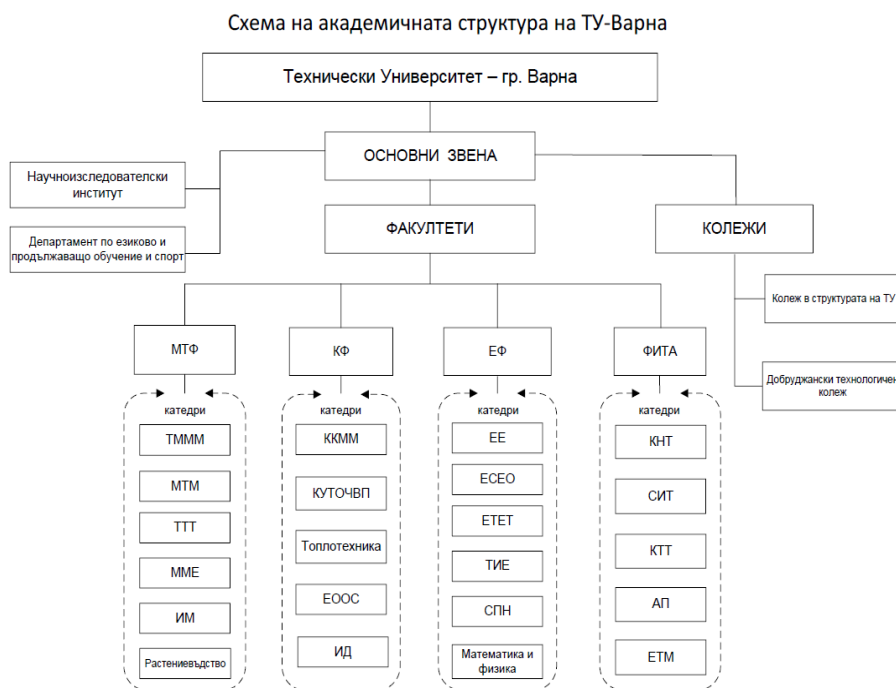 Схема на академичната структура на ТУ-Варна
Технически Университет – гр. Варна
ОСНОВНИ ЗВЕНА
Научноизследователски
институт
Департамент по езиково и
продължаващо обучение и спорт
ФАКУЛТЕТИ
КОЛЕЖИ
Колеж в структурата на ТУ
Добруджански технологичен
колеж
МТФ
КФ
ЕФ
ФИТА
катедри
ТМММ
МТМ
ТТТ
ММЕ
ИМ
Растениевъдство
катедри
ККММ
КУТОЧВП
Топлотехника
ЕООС
ИД
катедри
ЕЕ
ЕСЕО
ЕТЕТ
ТИЕ
СПН
Математика и
физика
катедри
КНТ
СИТ
КТТ
АП
ЕТМ